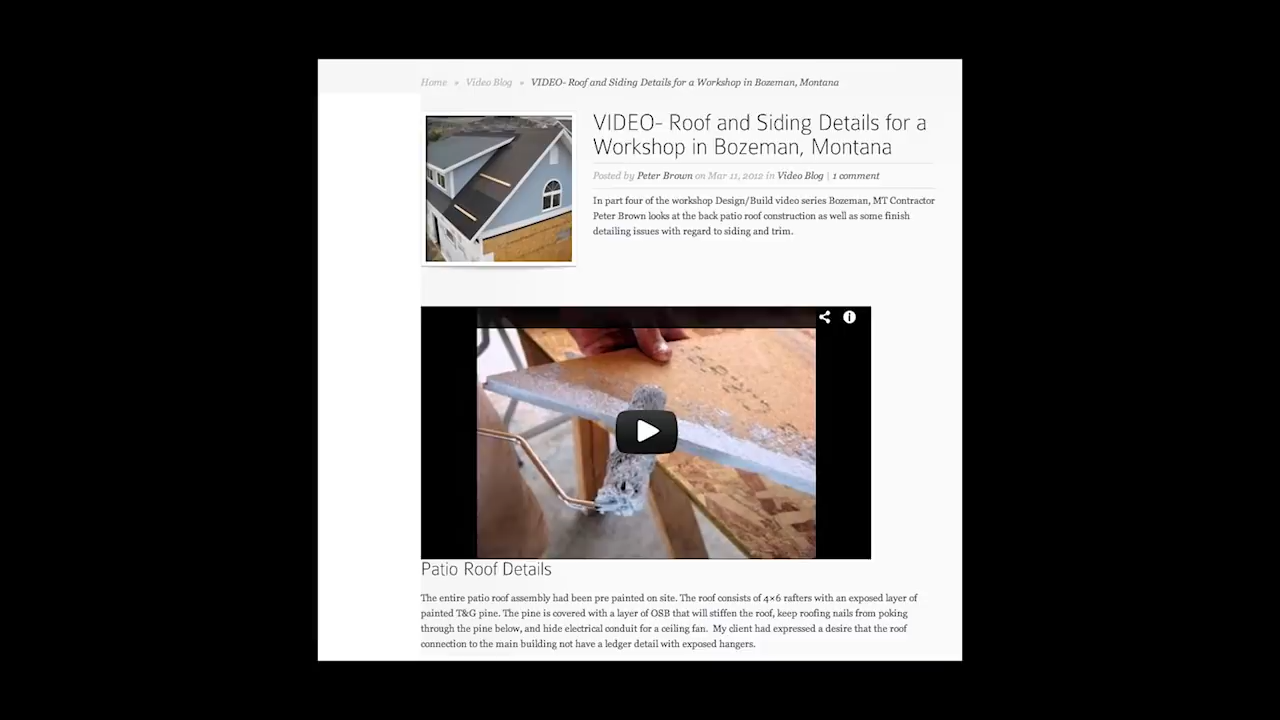 Home » Video Blog » VIDEO- Roof and Siding Details for a Workshop in Bozeman, Montana
VIDEO- Roof and Siding Details for a
Workshop in Bozeman, Montana
Posted by Peter Brown on Mar 11, 2012 in Video Blog | 1 comment
In part four of the workshop Design/Build video series Bozeman, MT Contractor
Peter Brown looks at the back patio roof construction as well as some finish
detailing issues with regard to siding and trim.
Patio Roof Details
The entire patio roof assembly had been pre painted on site. The roof consists of 4×6 rafters with an exposed layer of
painted T&G pine. The pine is covered with a layer of OSB that will stiffen the roof, keep roofing nails from poking
through the pine below, and hide electrical conduit for a ceiling fan. My client had expressed a desire that the roof
connection to the main building not have a ledger detail with exposed hangers.